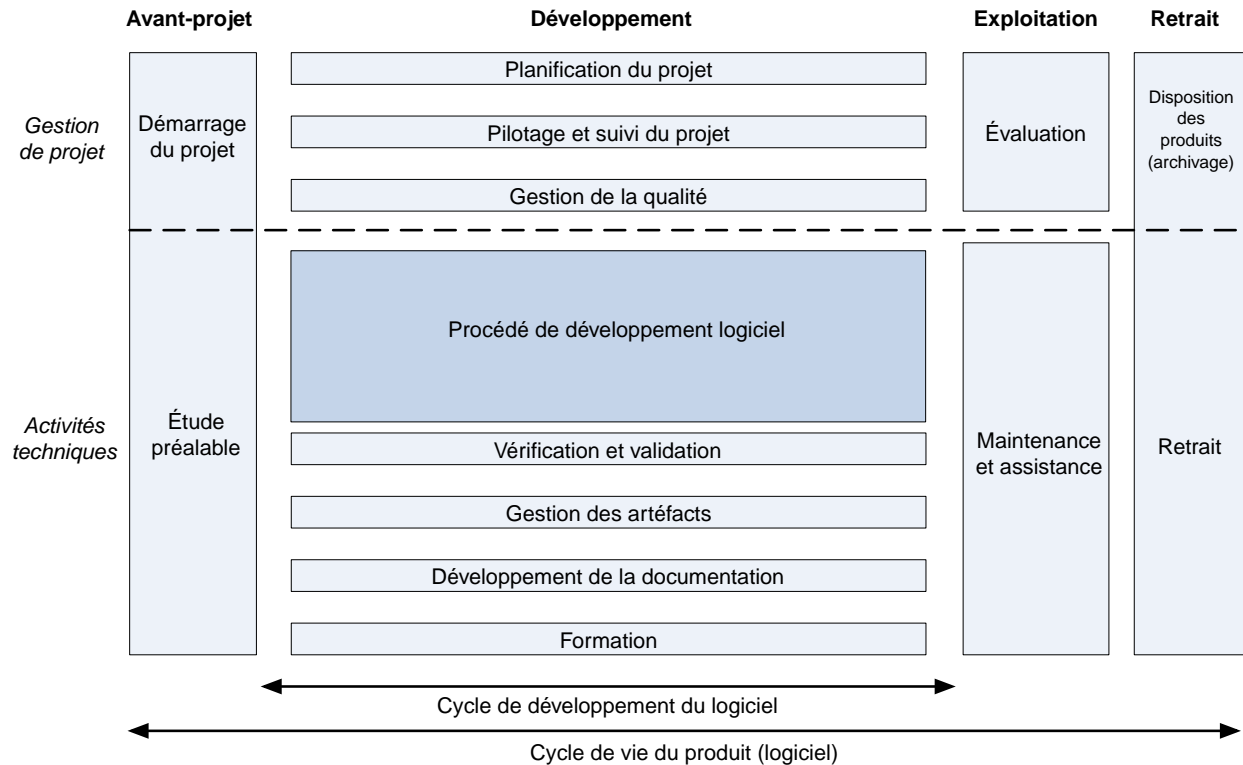 Avant-projet
Développement
Exploitation
Retrait
Gestion
de projet
Démarrage
du projet
Planification du projet
Pilotage et suivi du projet
Gestion de la qualité
Évaluation
Disposition
des
produits
(archivage)
Activités
techniques
Étude
préalable
Procédé de développement logiciel
Vérification et validation
Gestion des artéfacts
Développement de la documentation
Formation
Maintenance
et assistance
Retrait
Cycle de développement du logiciel
Cycle de vie du produit (logiciel)